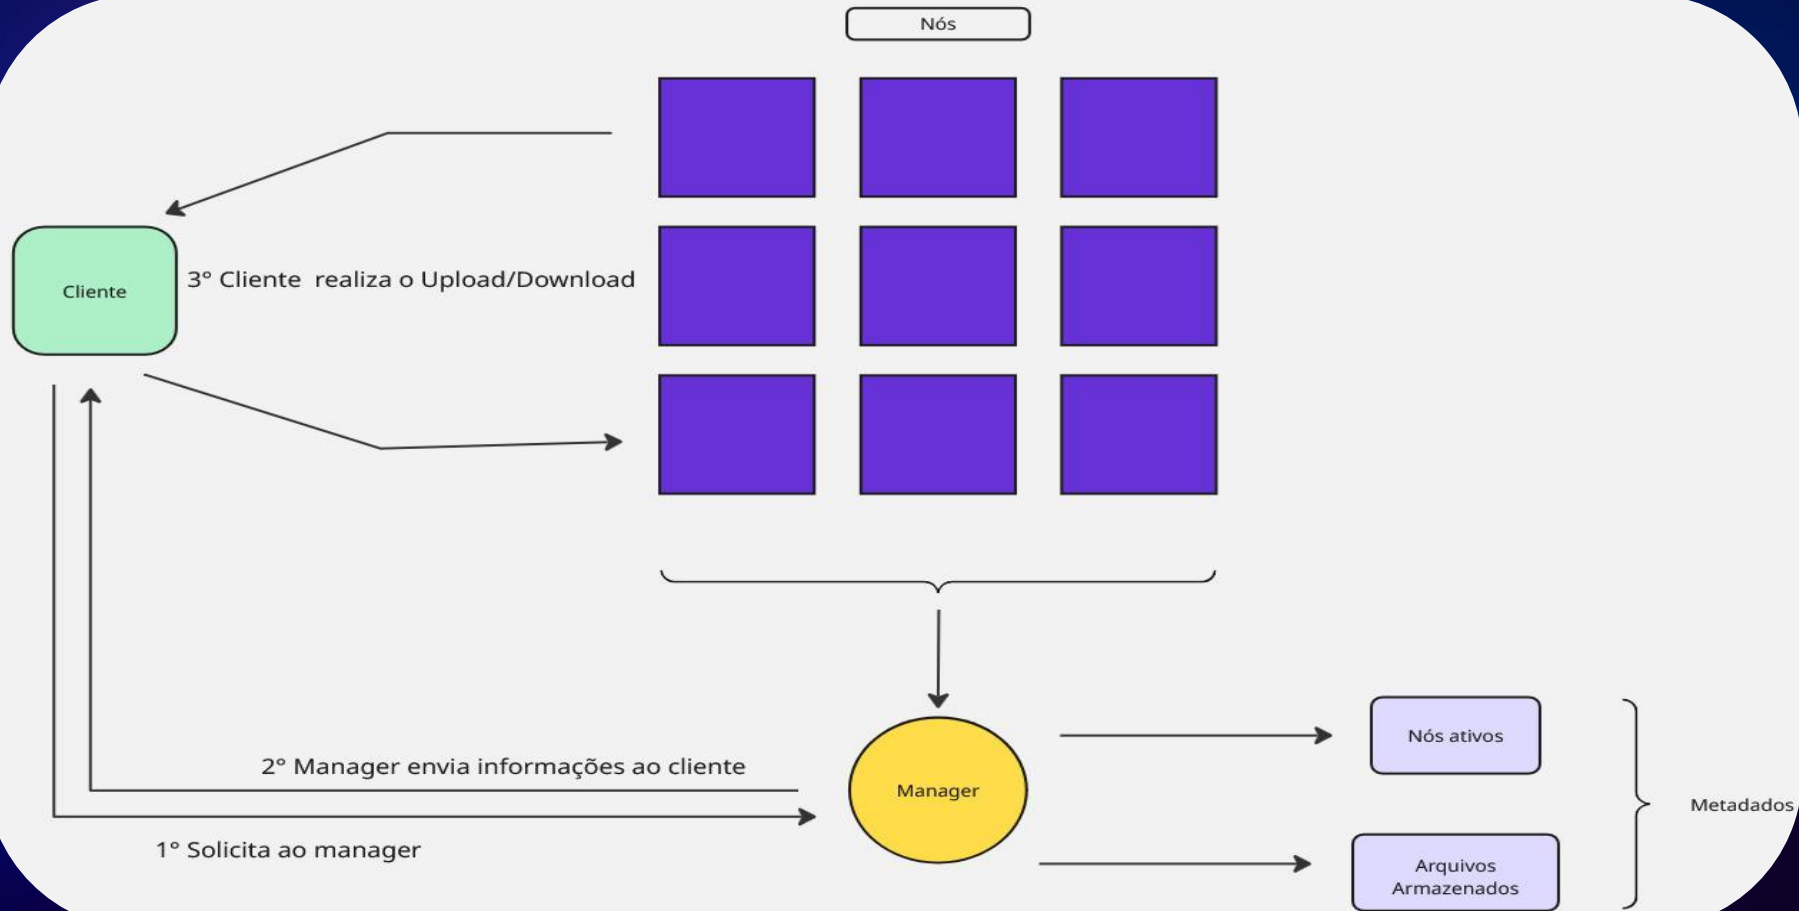 Nós
Cliente
3° Cliente realiza o Upload/Download
2° Manager envia informações ao cliente
Manager
1° Solicita ao manager
Nós ativos
Metadados
Arquivos
Armazenados